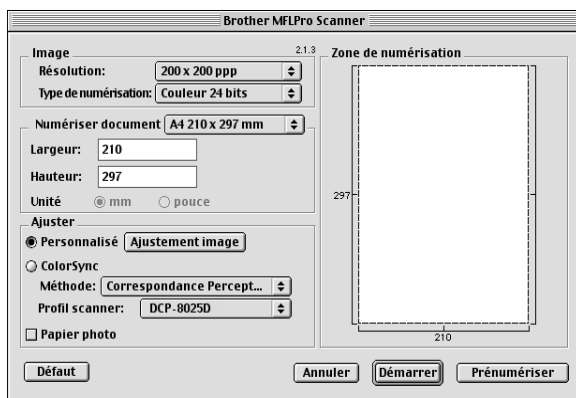 Brother MFLPro Scanner
Image
2.1.3
Résolution: 200 x 200 ppp
Type de numérisation: Couleur 24 bits
Numériser document A4 210 x 297 mm
Largeur: 210
Hauteur: 297
Unité mm pouce
Ajuster
Personnalisé Ajustement image
ColorSync
Méthode: Correspondance Percept...
Profil scanner: DCP-8025D
Papier photo
Zone de numérisation
297
210
Défaut Annuler Démarrer Prénumériser